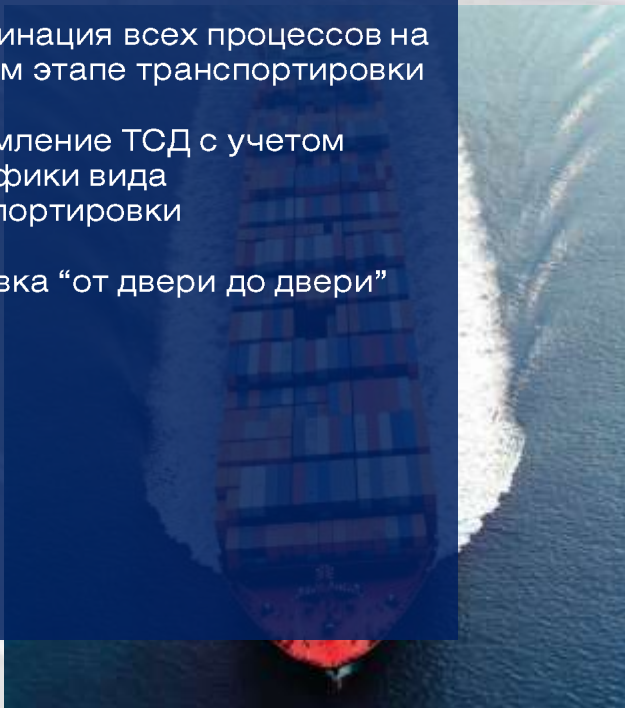 инация всех процессов на
м этапе транспортировки
мление ТСД с учетом
фики вида
портировки
вка “от двери до двери”